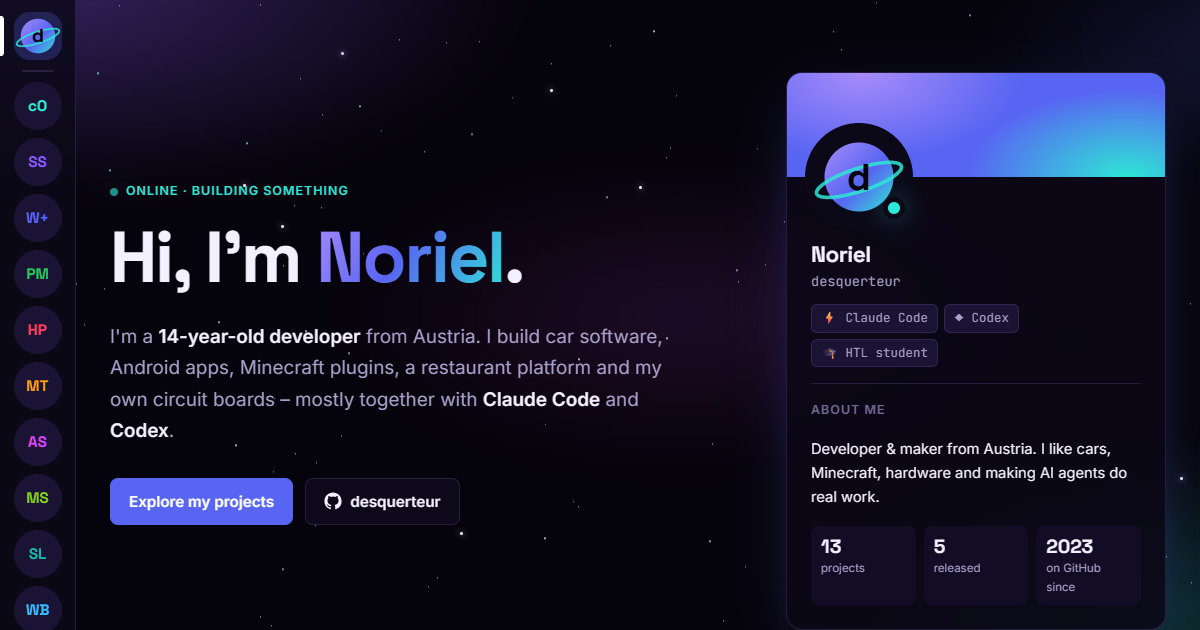 d
cO
SS
W+
PM
HP
MT
AS
MS
SL
WB
ONLINE · BUILDING SOMETHING
Hi, I’m Noriel.
I'm a 14-year-old developer from Austria. I build car software,
Android apps, Minecraft plugins, a restaurant platform and my
own circuit boards – mostly together with Claude Code and
Codex.
Explore my projects
desquerteur
d
Noriel
desquerteur
Claude Code
Codex
HTL student
ABOUT ME
Developer & maker from Austria. I like cars,
Minecraft, hardware and making AI agents do
real work.
13
projects
5
released
2023
on GitHub
since